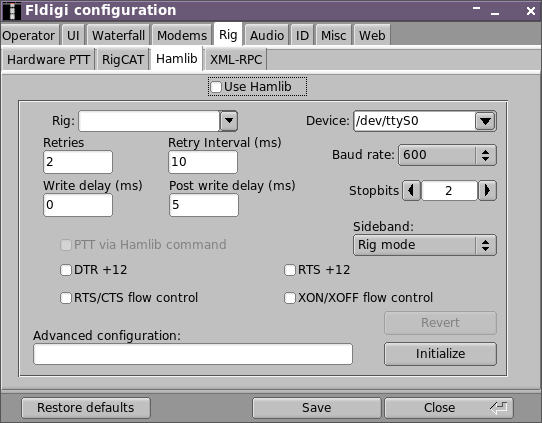 Fldigi configuration
Operator UI Waterfall Modems Rig Audio ID Misc Web
Hardware PTT RigCAT Hamlib XML-RPC
Use Hamlib
Rig: Device: /dev/ttyS0
Retries Retry Interval (ms)
2 10 Baud rate: 600
Write delay (ms) Post write delay (ms)
0 5 Stopbits 2
Sideband:
PTT via Hamlib command Rig mode
DTR +12 RTS +12
RTS/CTS flow control XON/XOFF flow control
Revert
Advanced configuration:
Initialize
Restore defaults Save Close